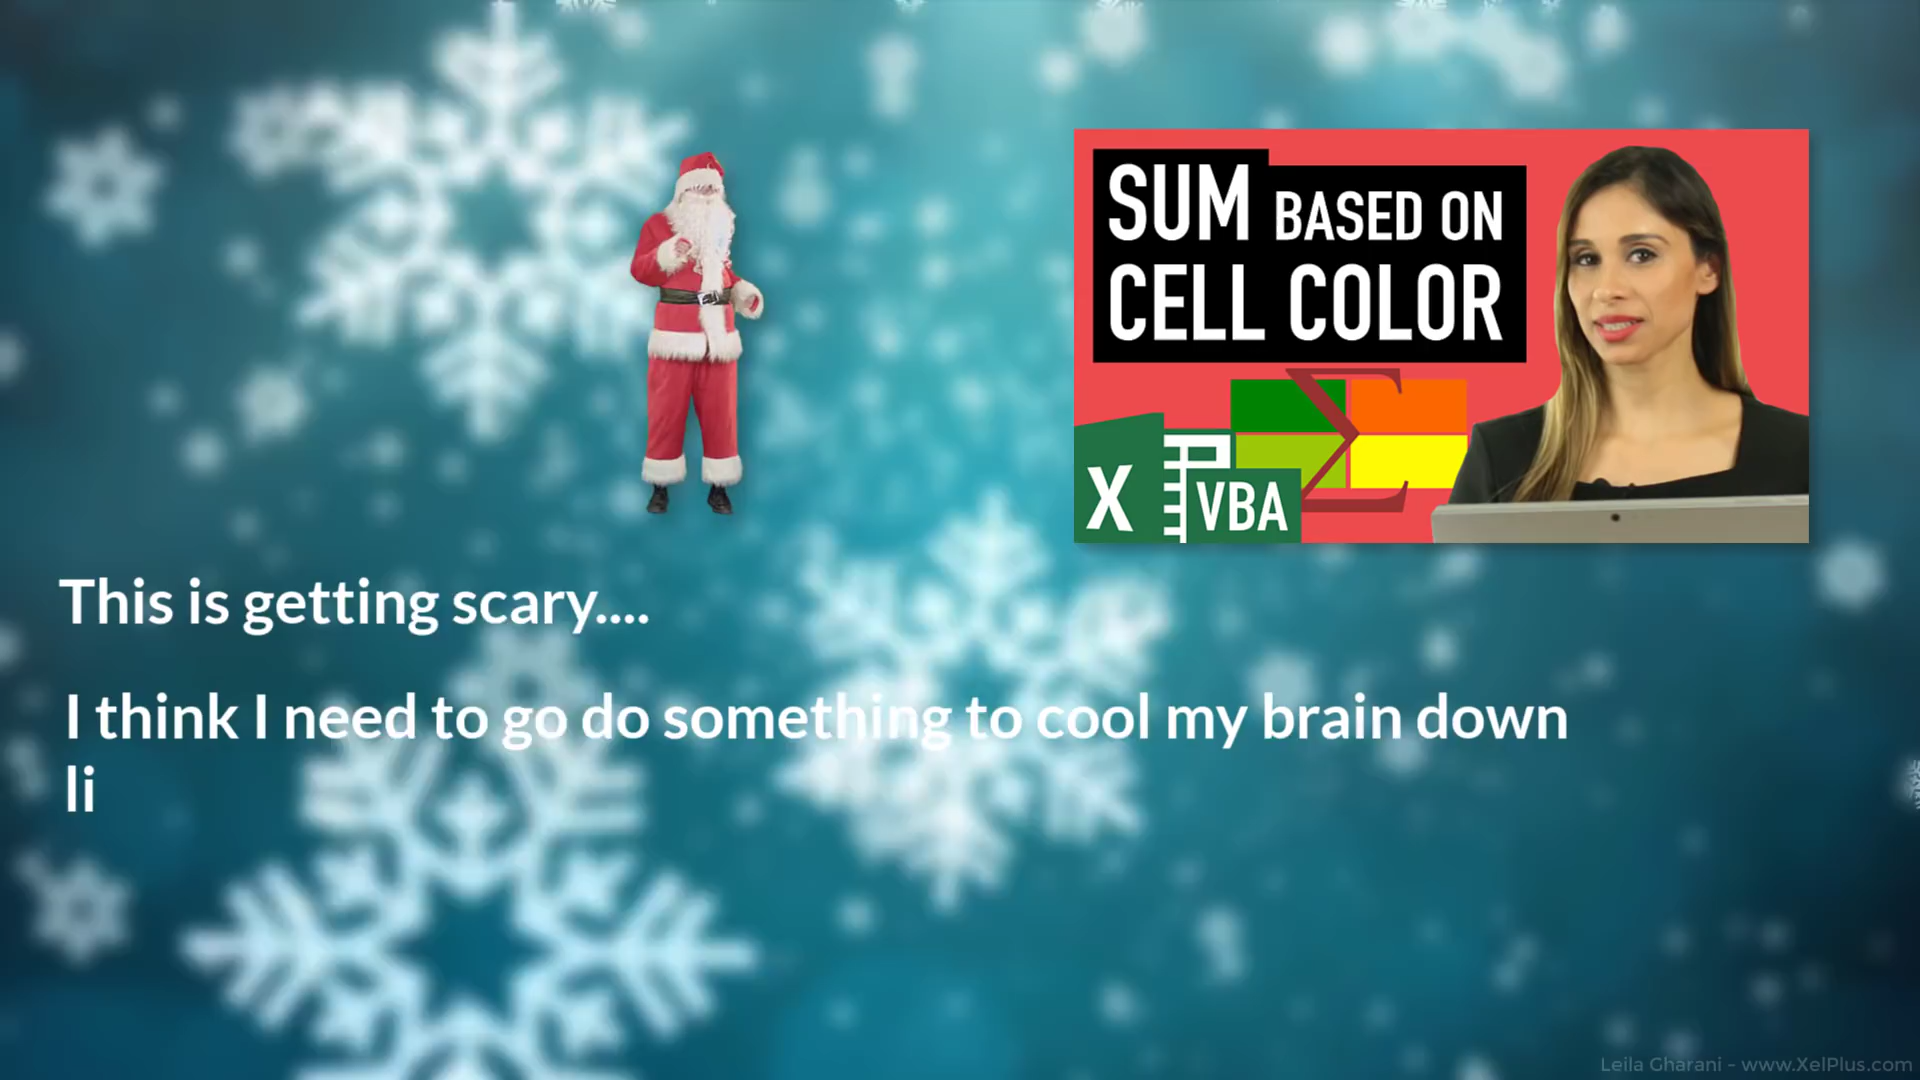 SUM BASED ON
CELL COLOR
X
VBA
This is getting scary....
I think I need to go do something to cool my brain down
li
Leila Gharani - www.XelPlus.com